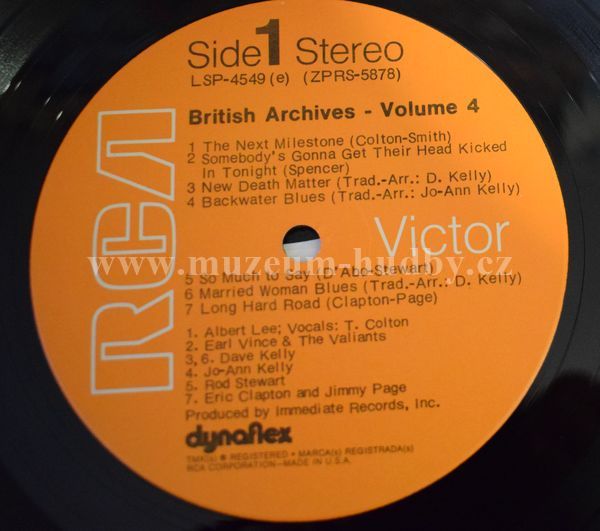 Side 1 Stereo
LSP-4549 (e) (ZPRS-5878)
British Archives - Volume 4
1 The Next Milestone (Colton-Smith)
2 Somebody's Gonna Get Their Head Kicked
In Tonight (Spencer)
3 New Death Matter (Trad.-Arr.: D. Kelly)
4 Backwater Blues (Trad.-Arr.: Jo-Ann Kelly)
RCA
Victor
www.muzeum-hudby.cz
5 So Much to Say (D'Abo-Stewart)
6 Married Woman Blues (Trad.-Arr.: D. Kelly)
7 Long Hard Road (Clapton-Page)
1. Albert Lee; Vocals: T. Colton
2. Earl Vince & The Valiants
3, 6. Dave Kelly
4. Jo-Ann Kelly
5. Rod Stewart
7. Eric Clapton and Jimmy Page
Produced by Immediate Records, Inc.
dynaflex
TMK(s) ® REGISTERED • MARCA(s) REGISTRADA(s)
RCA CORPORATION—MADE IN U.S.A.